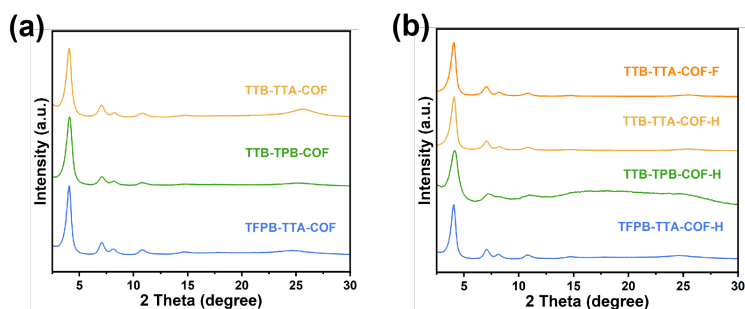 (a)
Intensity (a.u.)
TTB-TTA-COF
TTB-TPB-COF
TFPB-TTA-COF
5 10 15 20 25 30
2 Theta (degree)
(b)
Intensity (a.u.)
TTB-TTA-COF-F
TTB-TTA-COF-H
TTB-TPB-COF-H
TFPB-TTA-COF-H
5 10 15 20 25 30
2 Theta (degree)